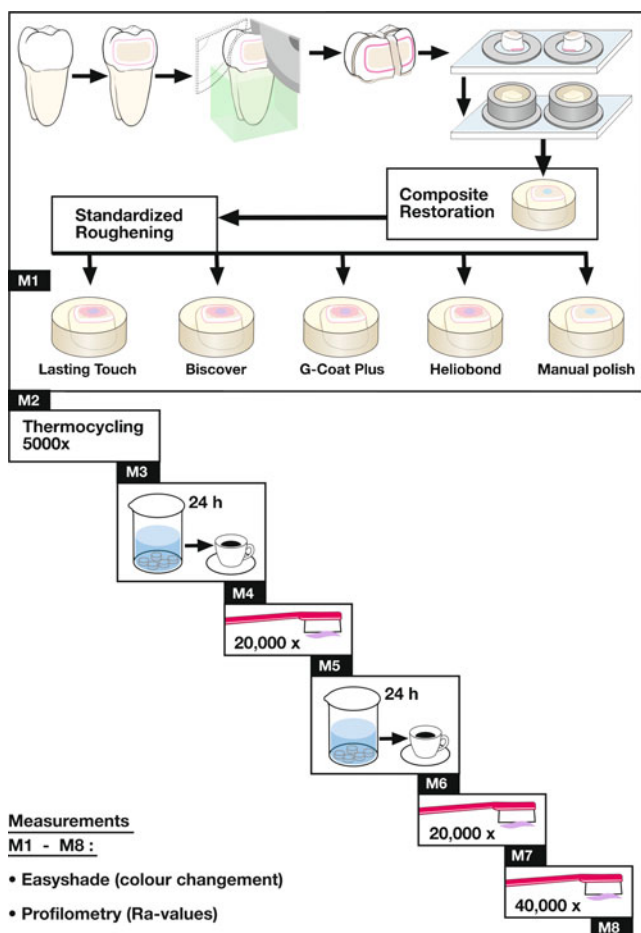 Composite
Restoration
Standardized
Roughening
M1
Lasting Touch
Biscover
G-Coat Plus
Heliobond
Manual polish
M2
Thermocycling
5000x
M3
24 h
M4
20,000 x
M5
24 h
M6
20,000 x
M7
40,000 x
M8
Measurements
M1 - M8 :
• Easyshade (colour changement)
• Profilometry (Ra-values)